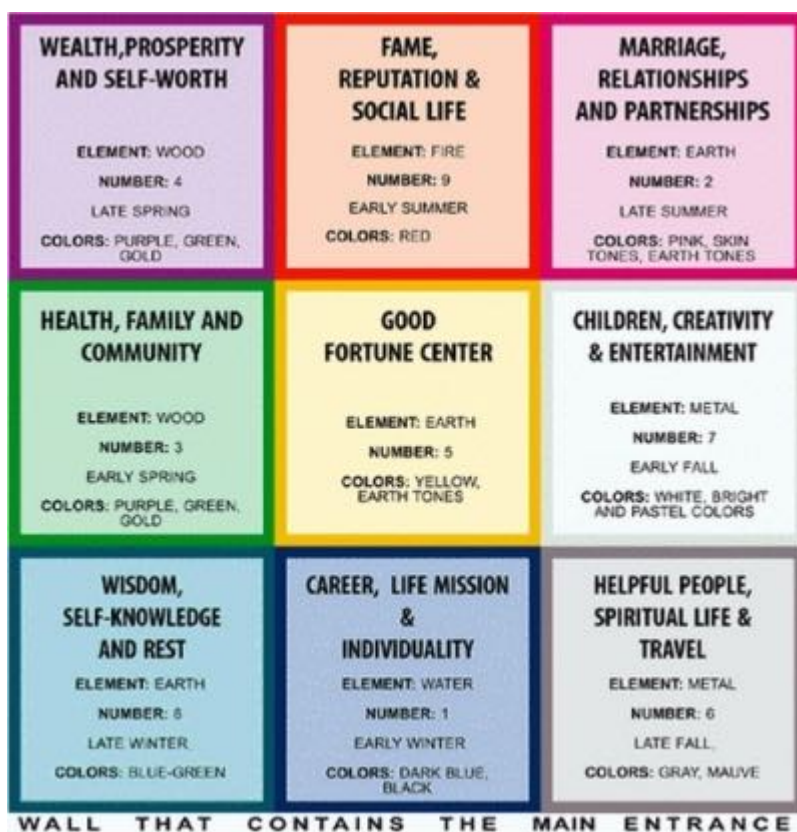 WEALTH,PROSPERITY
AND SELF-WORTH
ELEMENT: WOOD
NUMBER: 4
LATE SPRING
COLORS: PURPLE, GREEN,
GOLD
FAME,
REPUTATION &
SOCIAL LIFE
ELEMENT: FIRE
NUMBER: 9
EARLY SUMMER
COLORS: RED
MARRIAGE,
RELATIONSHIPS
AND PARTNERSHIPS
ELEMENT: EARTH
NUMBER: 2
LATE SUMMER
COLORS: PINK, SKIN
TONES, EARTH TONES
HEALTH, FAMILY AND
COMMUNITY
ELEMENT: WOOD
NUMBER: 3
EARLY SPRING
COLORS: PURPLE, GREEN,
GOLD
GOOD
FORTUNE CENTER
ELEMENT: EARTH
NUMBER: 5
COLORS: YELLOW,
EARTH TONES
CHILDREN, CREATIVITY
& ENTERTAINMENT
ELEMENT: METAL
NUMBER: 7
EARLY FALL
COLORS: WHITE, BRIGHT
AND PASTEL COLORS
WISDOM,
SELF-KNOWLEDGE
AND REST
ELEMENT: EARTH
NUMBER:
LATE WINTER
COLORS: BLUE-GREEN
CAREER, LIFE MISSION
&
INDIVIDUALITY
ELEMENT: WATER
NUMBER: 1
EARLY WINTER
COLORS: DARK BLUE,
BLACK
HELPFUL PEOPLE,
SPIRITUAL LIFE &
TRAVEL
ELEMENT: METAL
NUMBER: 6
LATE FALL
COLORS: GRAY, MAUVE
WALL THAT CONTAINS THE MAIN ENTRANCE